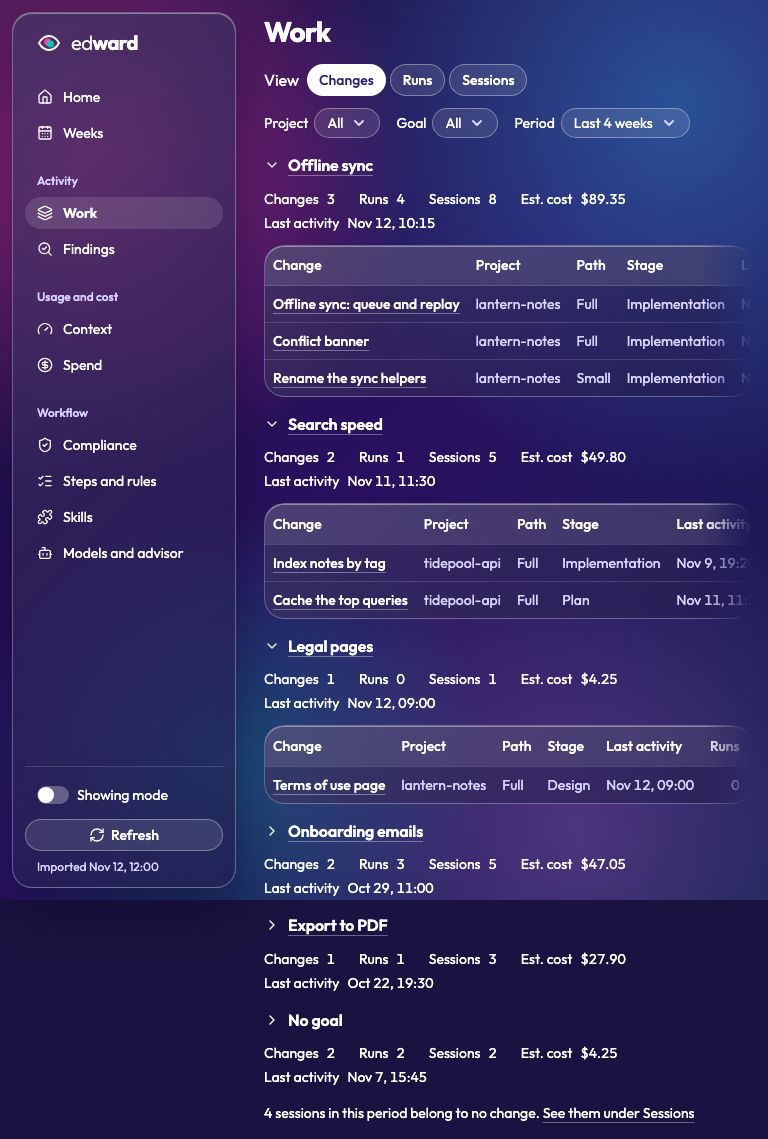 edward
Home
Weeks
Activity
Work
Findings
Usage and cost
Context
Spend
Workflow
Compliance
Steps and rules
Skills
Models and advisor
Showing mode
Refresh
Imported Nov 12, 12:00
Work
View Changes Runs Sessions
Project All Goal All Period Last 4 weeks
Offline sync
Changes 3 Runs 4 Sessions 8 Est. cost $89.35
Last activity Nov 12, 10:15
Change Project Path Stage
Offline sync: queue and replay lantern-notes Full Implementation
Conflict banner lantern-notes Full Implementation
Rename the sync helpers lantern-notes Small Implementation
Search speed
Changes 2 Runs 1 Sessions 5 Est. cost $49.80
Last activity Nov 11, 11:30
Change Project Path Stage Last activity
Index notes by tag tidepool-api Full Implementation Nov 9,
Cache the top queries tidepool-api Full Plan Nov 11,
Legal pages
Changes 1 Runs 0 Sessions 1 Est. cost $4.25
Last activity Nov 12, 09:00
Change Project Path Stage Last activity Runs
Terms of use page lantern-notes Full Design Nov 12, 09:00 0
Onboarding emails
Changes 2 Runs 3 Sessions 5 Est. cost $47.05
Last activity Oct 29, 11:00
Export to PDF
Changes 1 Runs 1 Sessions 3 Est. cost $27.90
Last activity Oct 22, 19:30
No goal
Changes 2 Runs 2 Sessions 2 Est. cost $4.25
Last activity Nov 7, 15:45
4 sessions in this period belong to no change. See them under Sessions